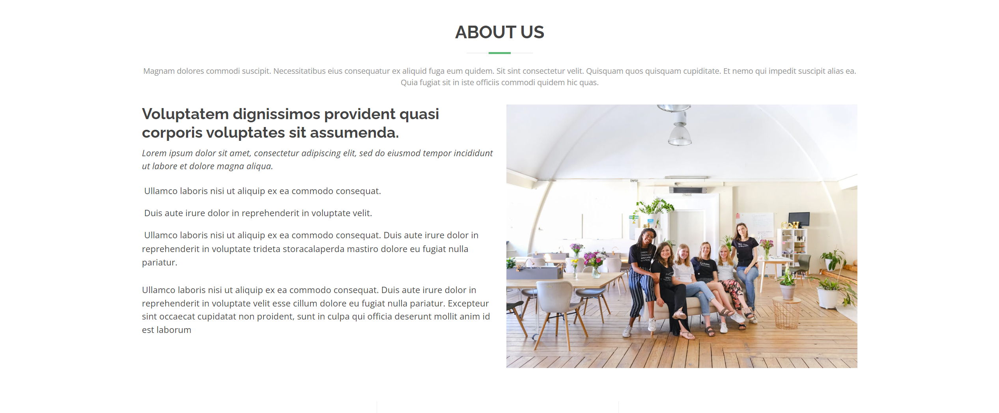 ABOUT US
Magnam dolores commodi suscipit. Necessitatibus eius consequatur ex aliquid fuga eum quidem. Sit sint consectetur velit. Quisquam quos quisquam cupiditate. Et nemo qui impedit suscipit alias ea.
Quia fugiat sit in iste officiis commodi quidem hic quas.
Voluptatem dignissimos provident quasi
corporis voluptates sit assumenda.
Lorem ipsum dolor sit amet, consectetur adipiscing elit, sed do eiusmod tempor incididunt
ut labore et dolore magna aliqua.
Ullamco laboris nisi ut aliquip ex ea commodo consequat.
Duis aute irure dolor in reprehenderit in voluptate velit.
Ullamco laboris nisi ut aliquip ex ea commodo consequat. Duis aute irure dolor in
reprehenderit in voluptate trideta storacalaperda mastiro dolore eu fugiat nulla
pariatur.
Ullamco laboris nisi ut aliquip ex ea commodo consequat. Duis aute irure dolor in
reprehenderit in voluptate velit esse cillum dolore eu fugiat nulla pariatur. Excepteur
sint occaecat cupidatat non proident, sunt in culpa qui officia deserunt mollit anim id
est laborum